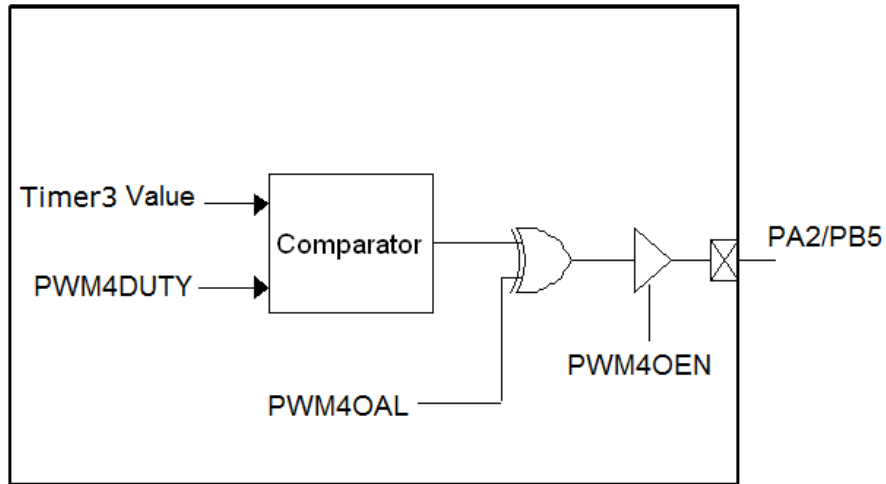 Timer3 Value
PWM4DUTY
Comparator
PWM4OAL
PWM4OEN
PA2/PB5